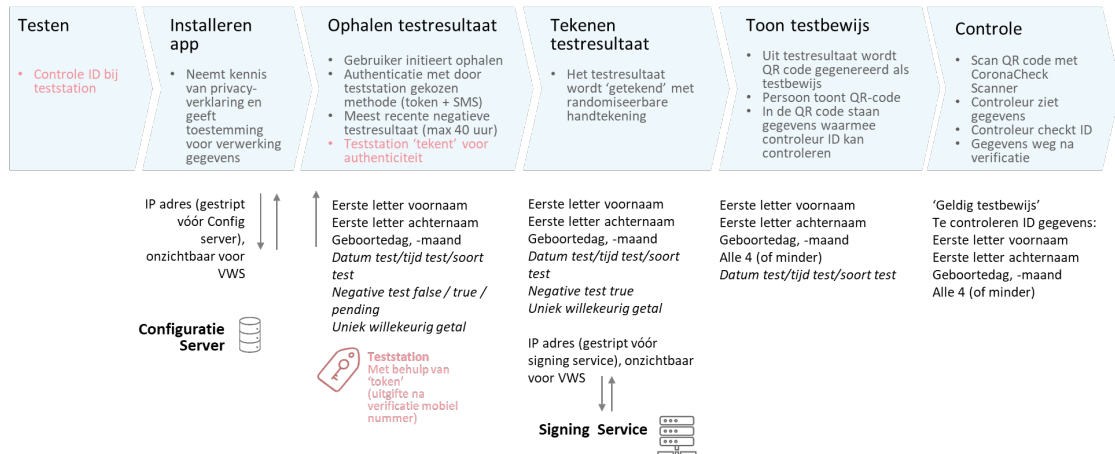 Testen
• Controle ID bij
teststation
Installeren
app
• Neemt kennis
van privacy-
verklaring en
geeft
toestemming
voor verwerking
gegevens
Ophalen testresultaat
• Gebruiker initieert ophalen
• Authenticatie met door
teststation gekozen
methode (token + SMS)
• Meest recente negatieve
testresultaat (max 40 uur)
• Teststation ‘tekent’ voor
authenticiteit
Tekenen
testresultaat
• Het testresultaat
wordt ‘getekend’ met
randomiseerbare
handtekening
Toon testbewijs
• Uit testresultaat wordt
QR code gegenereerd als
testbewijs
• Persoon toont QR-code
• In de QR code staan
gegevens waarmee
controleur ID kan
controleren
Controle
• Scan QR code met
CoronaCheck
Scanner
• Controleur ziet
gegevens
• Controleur checkt ID
• Gegevens weg na
verificatie
IP adres (gestript
vóór Config
server),
onzichtbaar voor
VWS
Configuratie
Server
Eerste letter voornaam
Eerste letter achternaam
Geboortedag, -maand
Datum test/tijd test/soort
test
Negative test false / true /
pending
Uniek willekeurig getal
Teststation
Met behulp van
‘token’
(uitgifte na
verificatie mobiel
nummer)
Eerste letter voornaam
Eerste letter achternaam
Geboortedag, -maand
Datum test/tijd test/soort
test
Negative test true
Uniek willekeurig getal
IP adres (gestript vóór
signing service), onzichtbaar
voor VWS
Signing Service
Eerste letter voornaam
Eerste letter achternaam
Geboortedag, -maand
Alle 4 (of minder)
Datum test/tijd test/soort test
‘Geldig testbewijs’
Te controleren ID gegevens:
Eerste letter voornaam
Eerste letter achternaam
Geboortedag, -maand
Alle 4 (of minder)